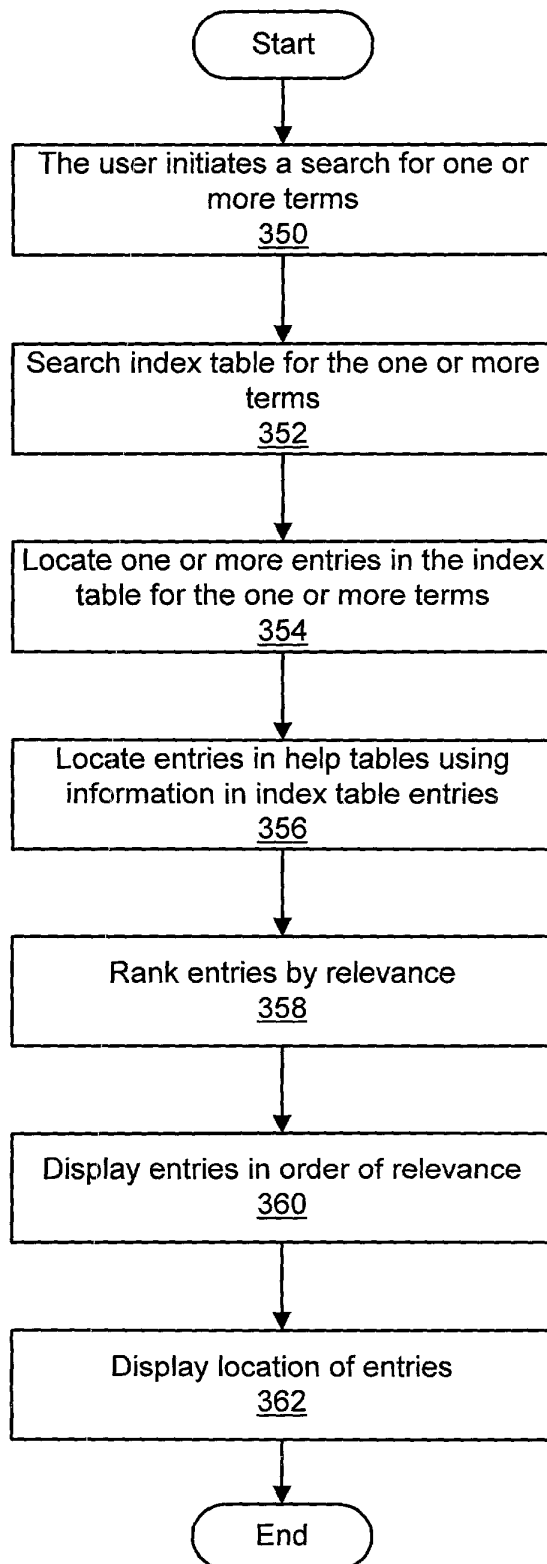 Start
The user initiates a search for one or
more terms
350
Search index table for the one or more
terms
352
Locate one or more entries in the index
table for the one or more terms
354
Locate entries in help tables using
information in index table entries
356
Rank entries by relevance
358
Display entries in order of relevance
360
Display location of entries
362
End